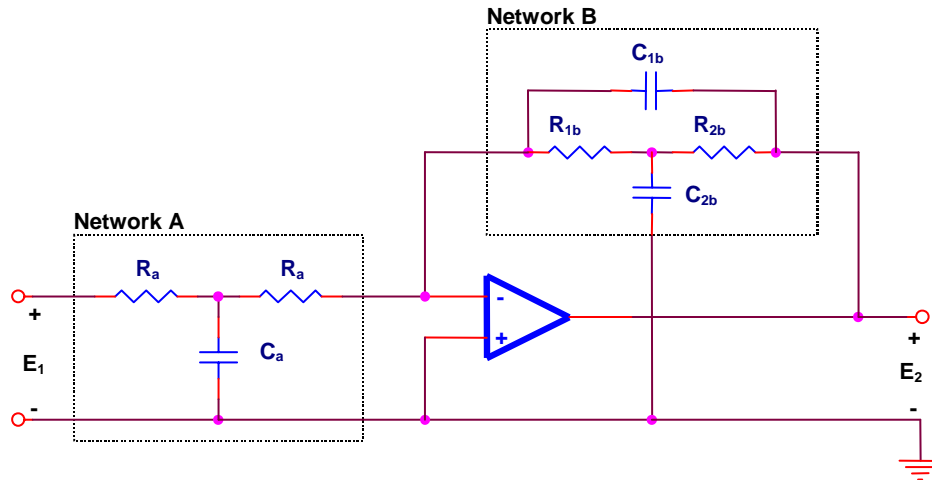 Network B
C1b
R1b
R2b
C2b
Network A
Ra
Ra
Ca
-
+
+
E1
-
+
E2
-